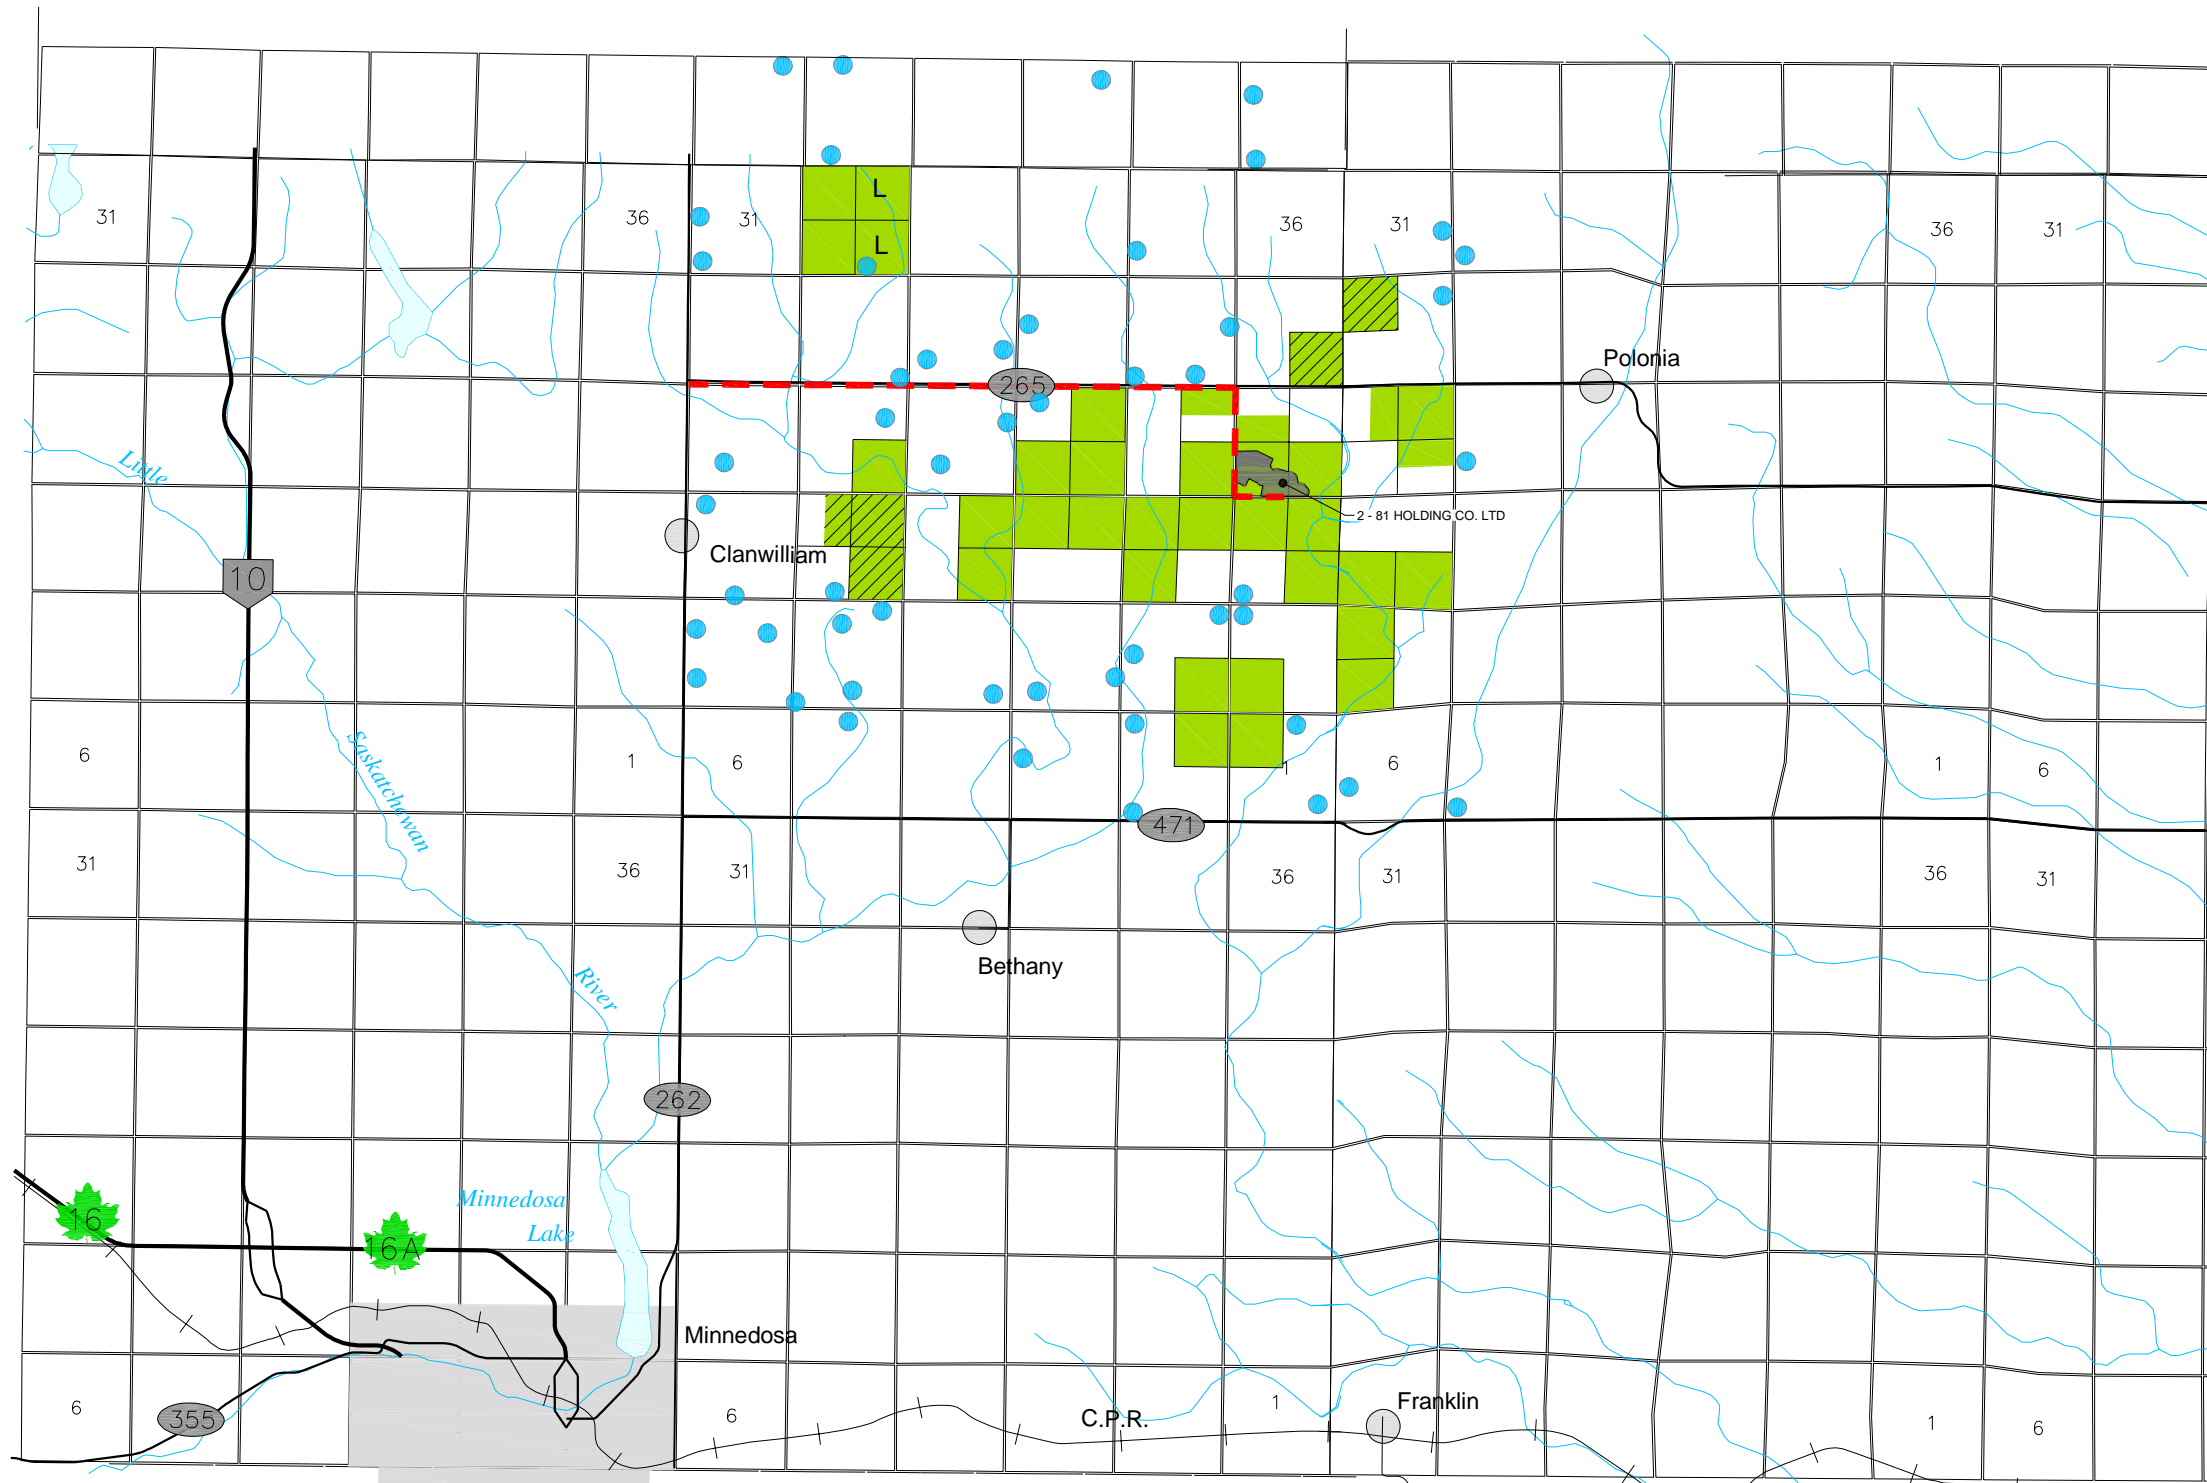 L
31
36
31
L
36
31
36
31
Polonia
265
Little
2 - 81 HOLDING CO. LTD
Clanwilliam
10
Saskatchewan
6
1
6
1
6
1
6
471
31
36
31
36
31
36
31
River
Bethany
262
Minnedosa
Lake
16
16A
Minnedosa
6
355
6
C.P.R.
1
Franklin
1
6